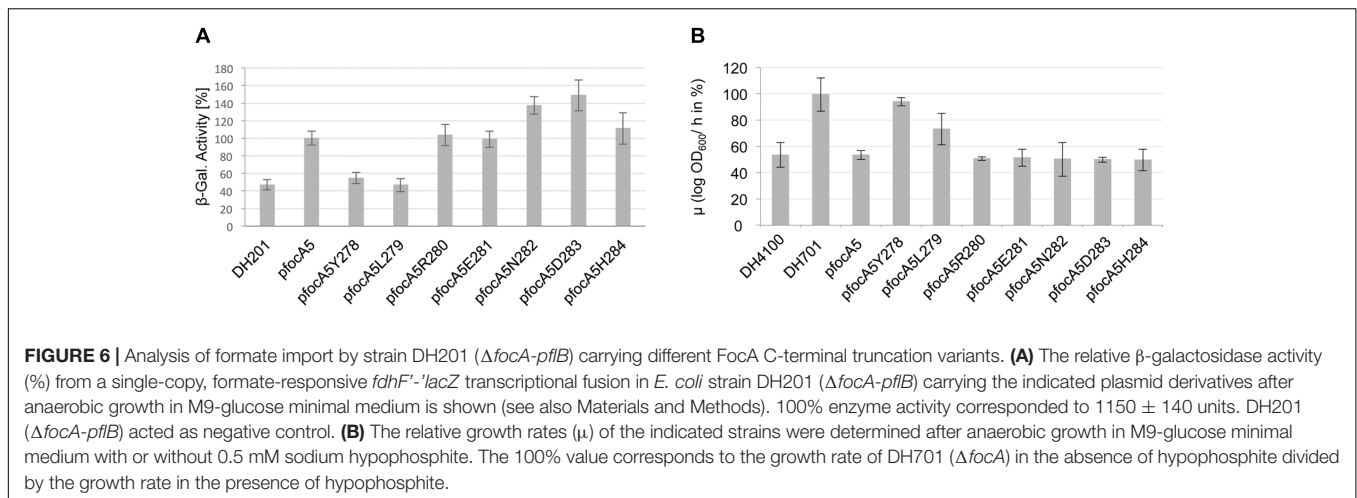 A
B
β-Gal. Activity [%]
180
160
140
120
100
80
60
40
20
0
DH201
pfocA5
pfocA5Y278
pfocA5L279
pfocA5R280
pfocA5E281
pfocA5N282
pfocA5D283
pfocA5H284
μ (log OD₆₀₀/ h in %)
120
100
80
60
40
20
0
DH4100
DH701
pfocA5
pfocA5Y278
pfocA5L279
pfocA5R280
pfocA5E281
pfocA5N282
pfocA5D283
pfocA5H284
FIGURE 6 | Analysis of formate import by strain DH201 (ΔfocA-pflB) carrying different FocA C-terminal truncation variants. (A) The relative β-galactosidase activity
(%) from a single-copy, formate-responsive fdhF'-'lacZ transcriptional fusion in E. coli strain DH201 (ΔfocA-pflB) carrying the indicated plasmid derivatives after
anaerobic growth in M9-glucose minimal medium is shown (see also Materials and Methods). 100% enzyme activity corresponded to 1150 ± 140 units. DH201
(ΔfocA-pflB) acted as negative control. (B) The relative growth rates (μ) of the indicated strains were determined after anaerobic growth in M9-glucose minimal
medium with or without 0.5 mM sodium hypophosphite. The 100% value corresponds to the growth rate of DH701 (ΔfocA) in the absence of hypophosphite divided
by the growth rate in the presence of hypophosphite.